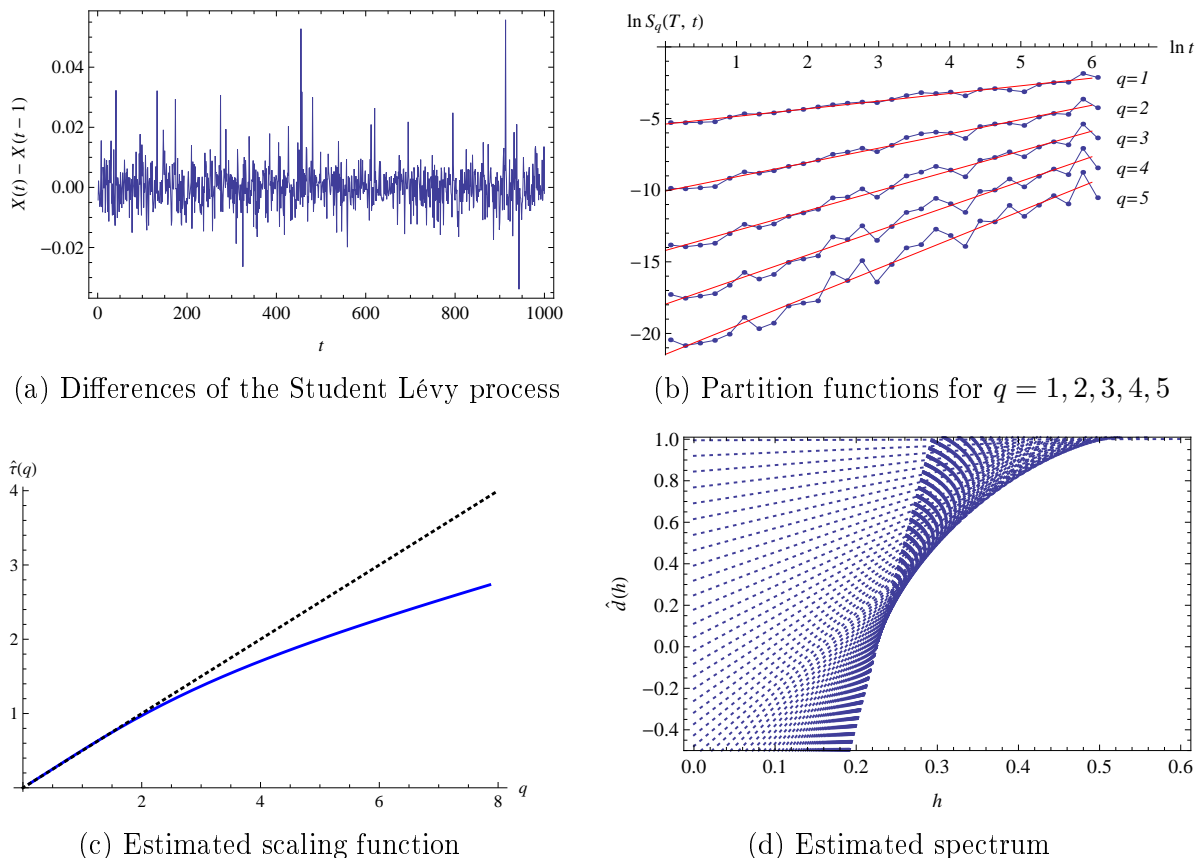 X(t) − X(t − 1)
0.04
0.02
0.00
−0.02
0 200 400 600 800 1000
t
(a) Differences of the Student Lévy process
ln S_q(T, t)
ln t
1 2 3 4 5 6
−5
−10
−15
−20
q=1
q=2
q=3
q=4
q=5
(b) Partition functions for q = 1, 2, 3, 4, 5
τ̂(q)
4
3
2
1
2 4 6 8
q
(c) Estimated scaling function
d̂(h)
1.0
0.8
0.6
0.4
0.2
0.0
−0.2
−0.4
0.0 0.1 0.2 0.3 0.4 0.5 0.6
h
(d) Estimated spectrum